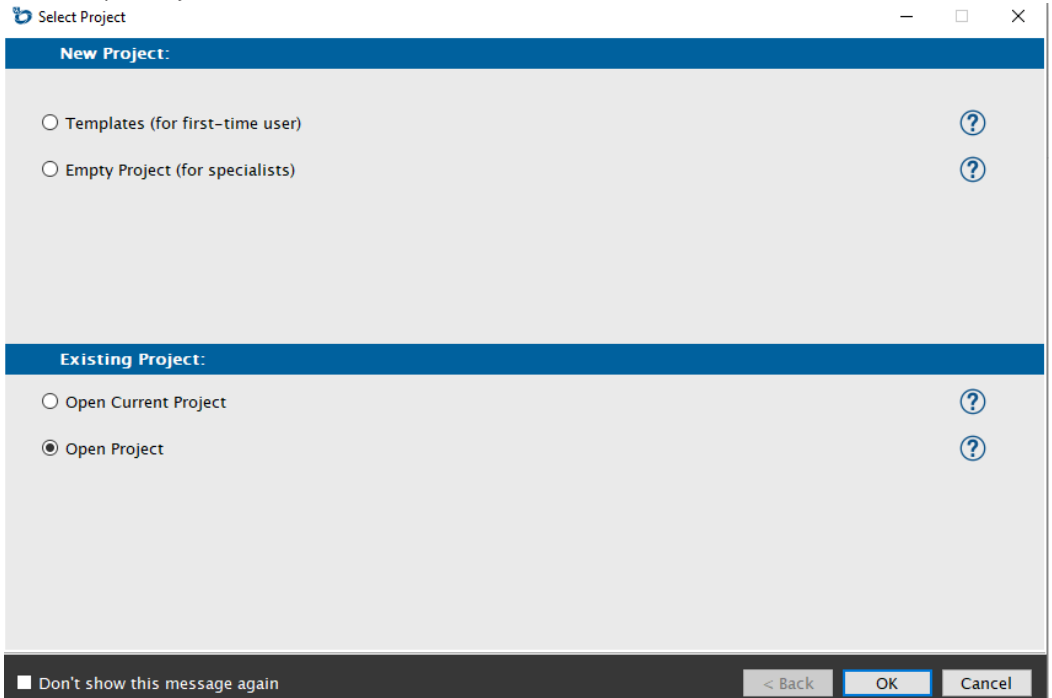 Select Project
New Project:
Templates (for first-time user)
?
Empty Project (for specialists)
?
Existing Project:
Open Current Project
?
Open Project
?
Don't show this message again
< Back
OK
Cancel